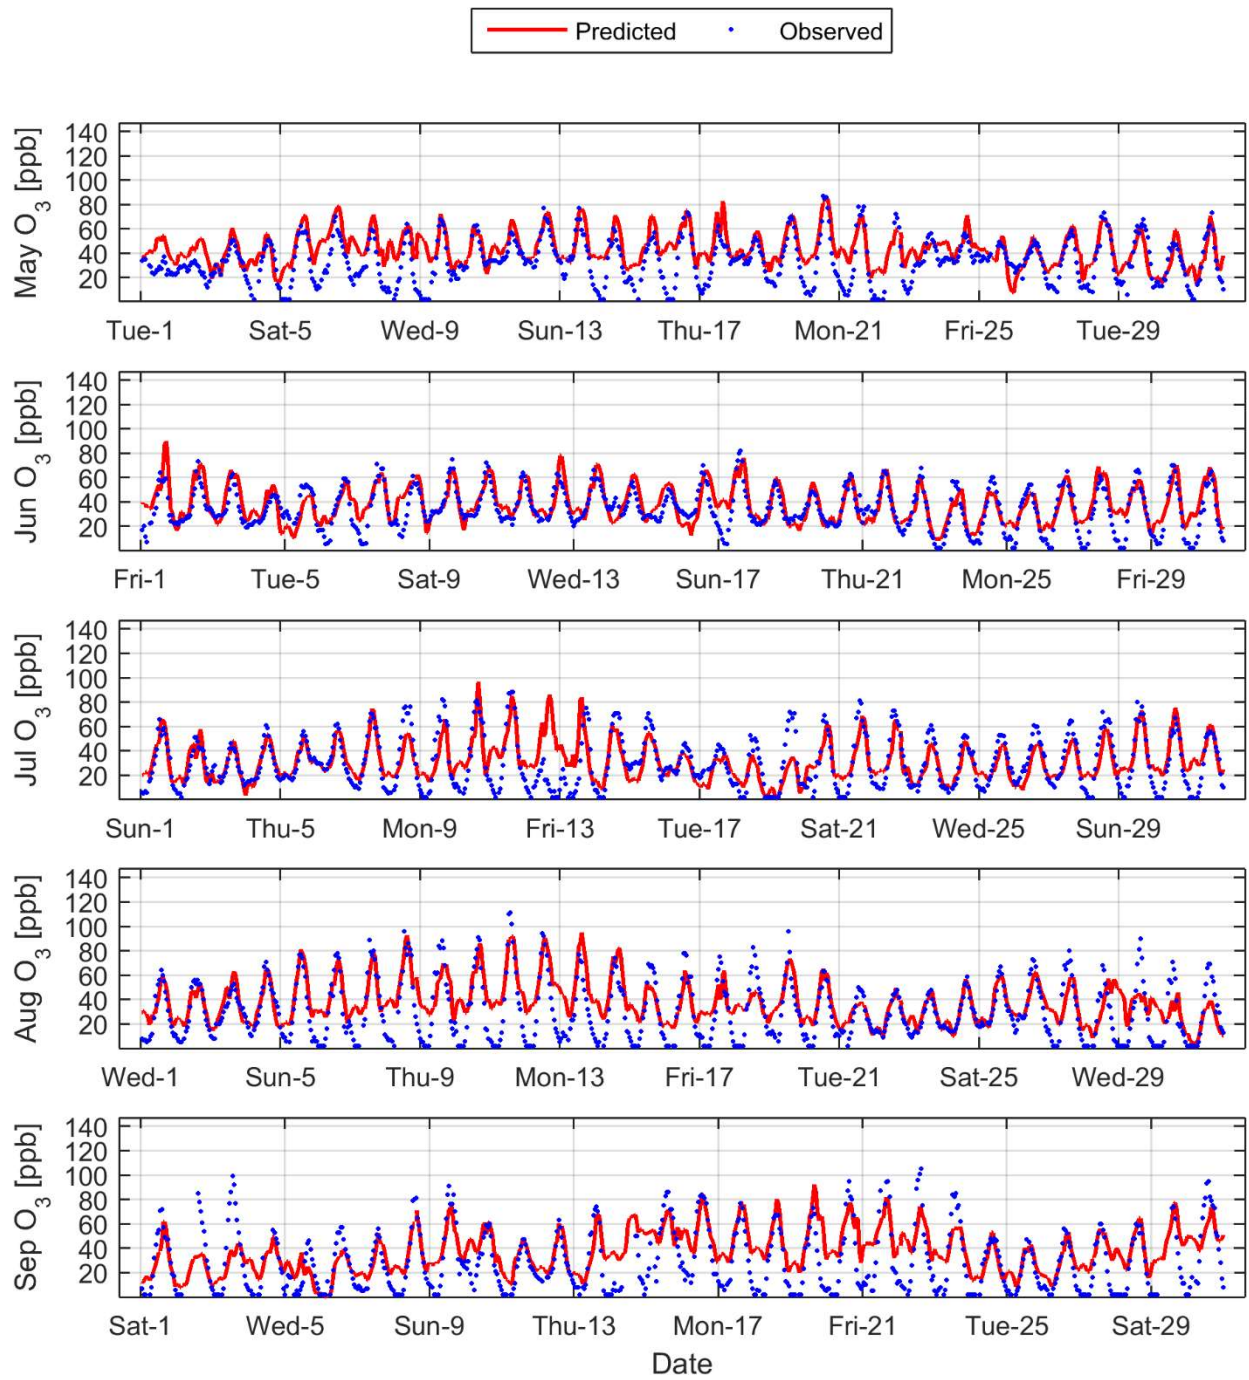 Predicted Observed
May O3 [ppb]
140
120
100
80
60
40
20
Tue-1 Sat-5 Wed-9 Sun-13 Thu-17 Mon-21 Fri-25 Tue-29
Jun O3 [ppb]
140
120
100
80
60
40
20
Fri-1 Tue-5 Sat-9 Wed-13 Sun-17 Thu-21 Mon-25 Fri-29
Jul O3 [ppb]
140
120
100
80
60
40
20
Sun-1 Thu-5 Mon-9 Fri-13 Tue-17 Sat-21 Wed-25 Sun-29
Aug O3 [ppb]
140
120
100
80
60
40
20
Wed-1 Sun-5 Thu-9 Mon-13 Fri-17 Tue-21 Sat-25 Wed-29
Sep O3 [ppb]
140
120
100
80
60
40
20
Sat-1 Wed-5 Sun-9 Thu-13 Mon-17 Fri-21 Tue-25 Sat-29
Date